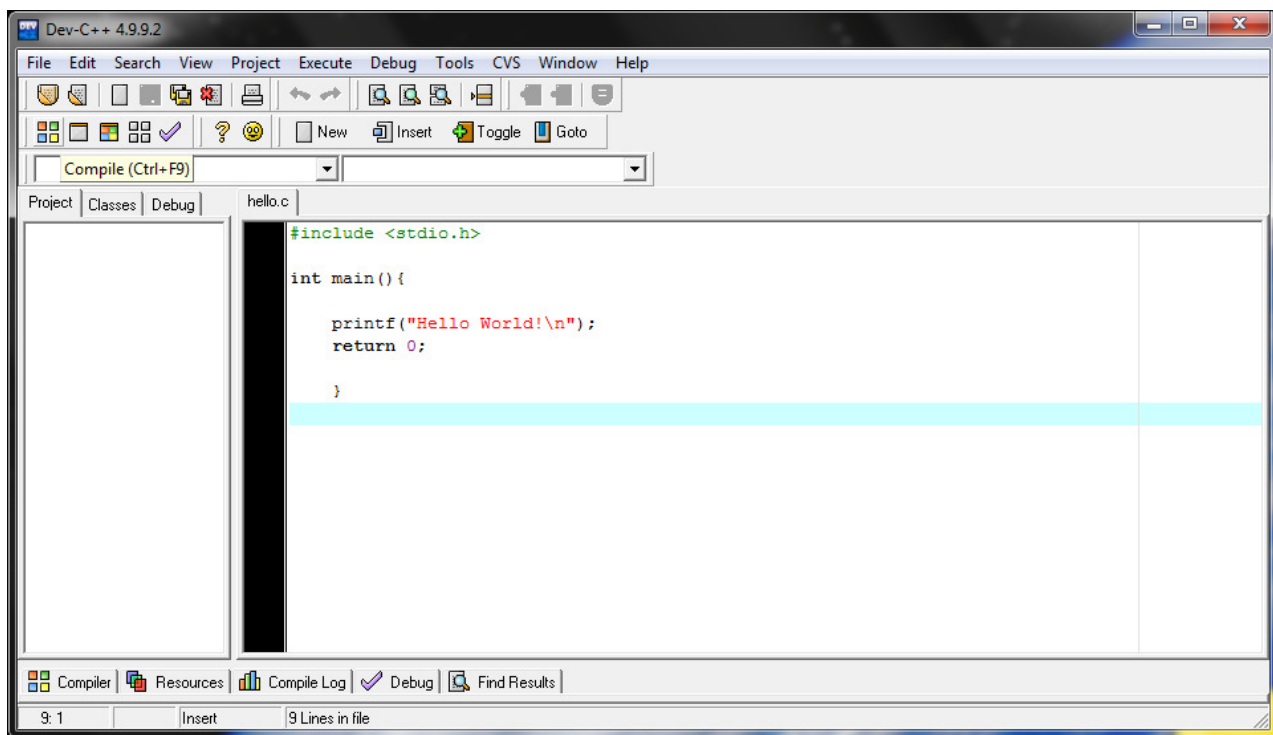 Dev-C++ 4.9.9.2
File Edit Search View Project Execute Debug Tools CVS Window Help
New Insert Toggle Goto
Compile (Ctrl+F9)
Project Classes Debug hello.c
#include <stdio.h>
int main(){
printf("Hello World!\n");
return 0;
}
Compiler Resources Compile Log Debug Find Results
9: 1 Insert 9 Lines in file